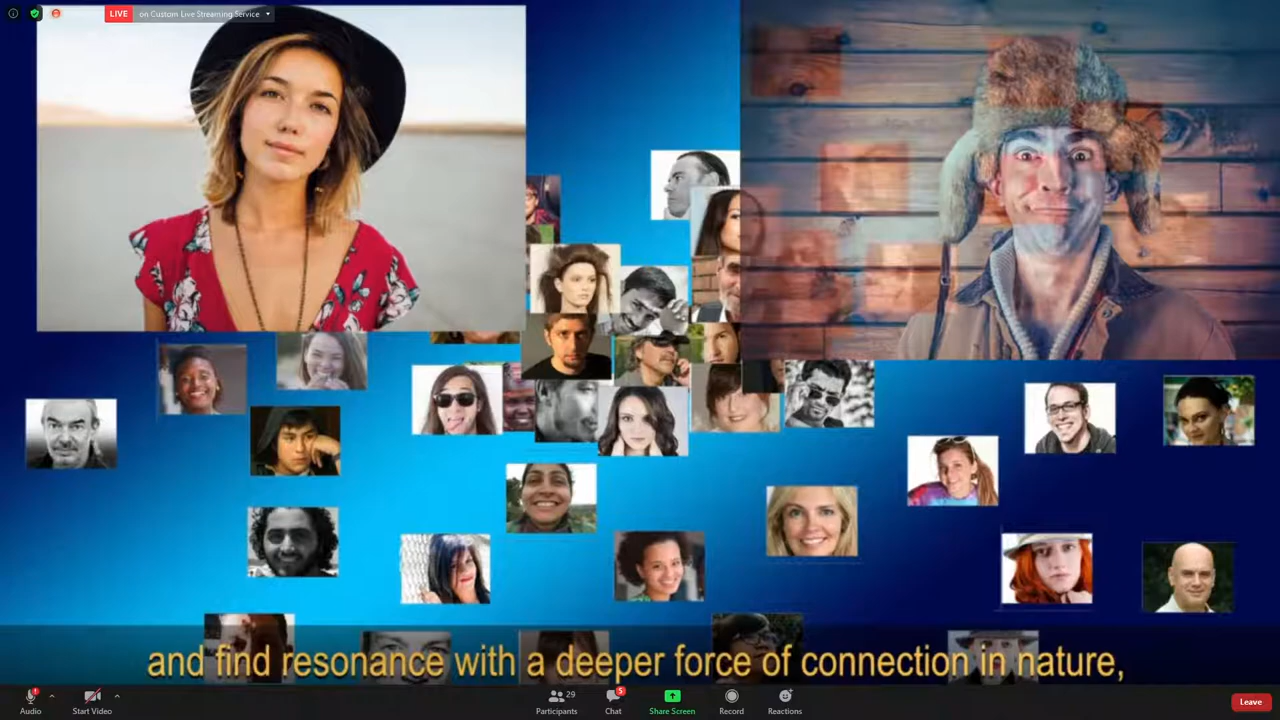 LIVE on Custom Live Streaming Service
and find resonance with a deeper force of connection in nature,
29
5
Audio Start Video Participants Chat Share Screen Record Reactions Leave